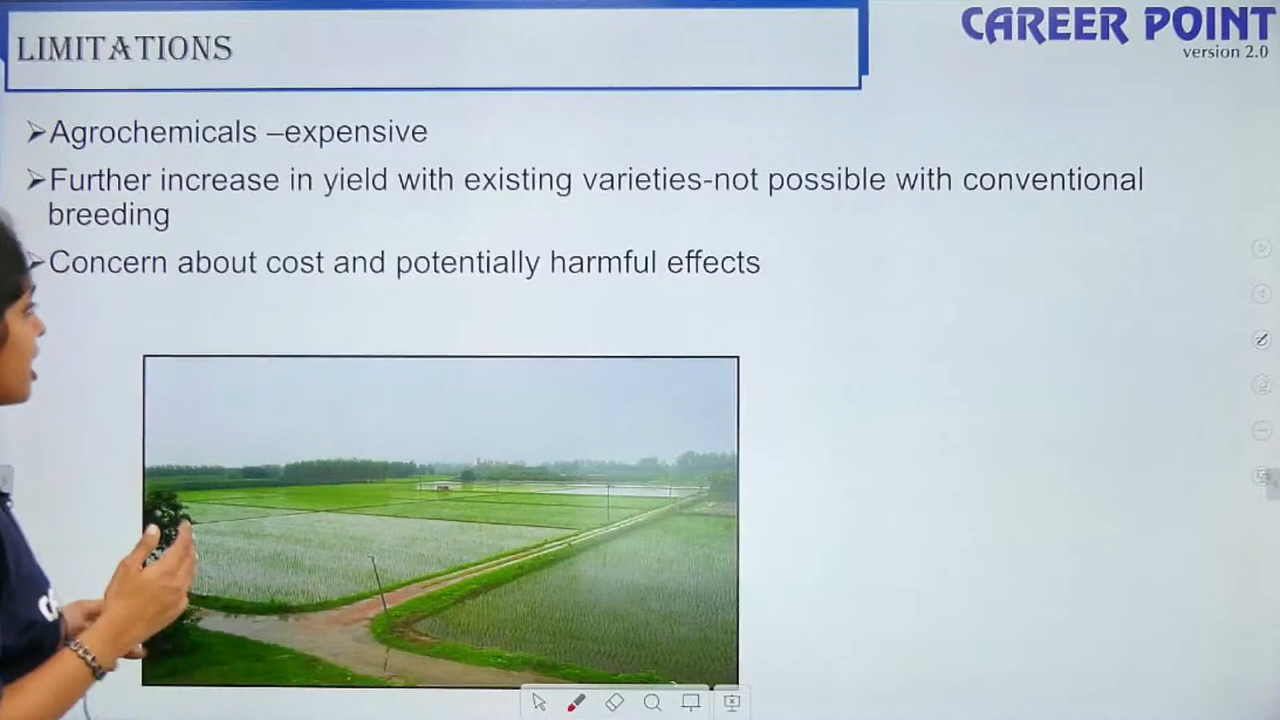 LIMITATIONS
CAREER POINT
version 2.0
➢Agrochemicals –expensive
➢Further increase in yield with existing varieties-not possible with conventional
breeding
➢Concern about cost and potentially harmful effects